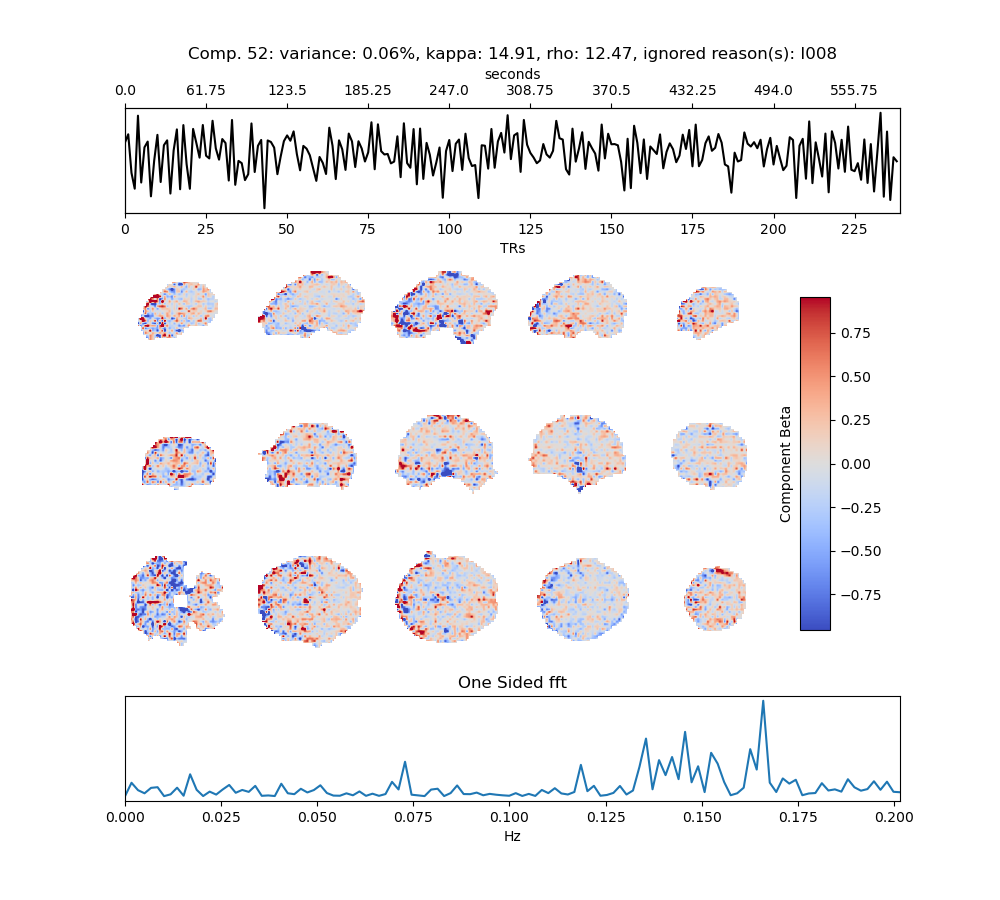 Comp. 52: variance: 0.06%, kappa: 14.91, rho: 12.47, ignored reason(s): I008
seconds
0.0 61.75 123.5 185.25 247.0 308.75 370.5 432.25 494.0 555.75
0 25 50 75 100 125 150 175 200 225
TRs
0.75
0.50
0.25
0.00
−0.25
−0.50
−0.75
Component Beta
One Sided fft
0.000 0.025 0.050 0.075 0.100 0.125 0.150 0.175 0.200
Hz